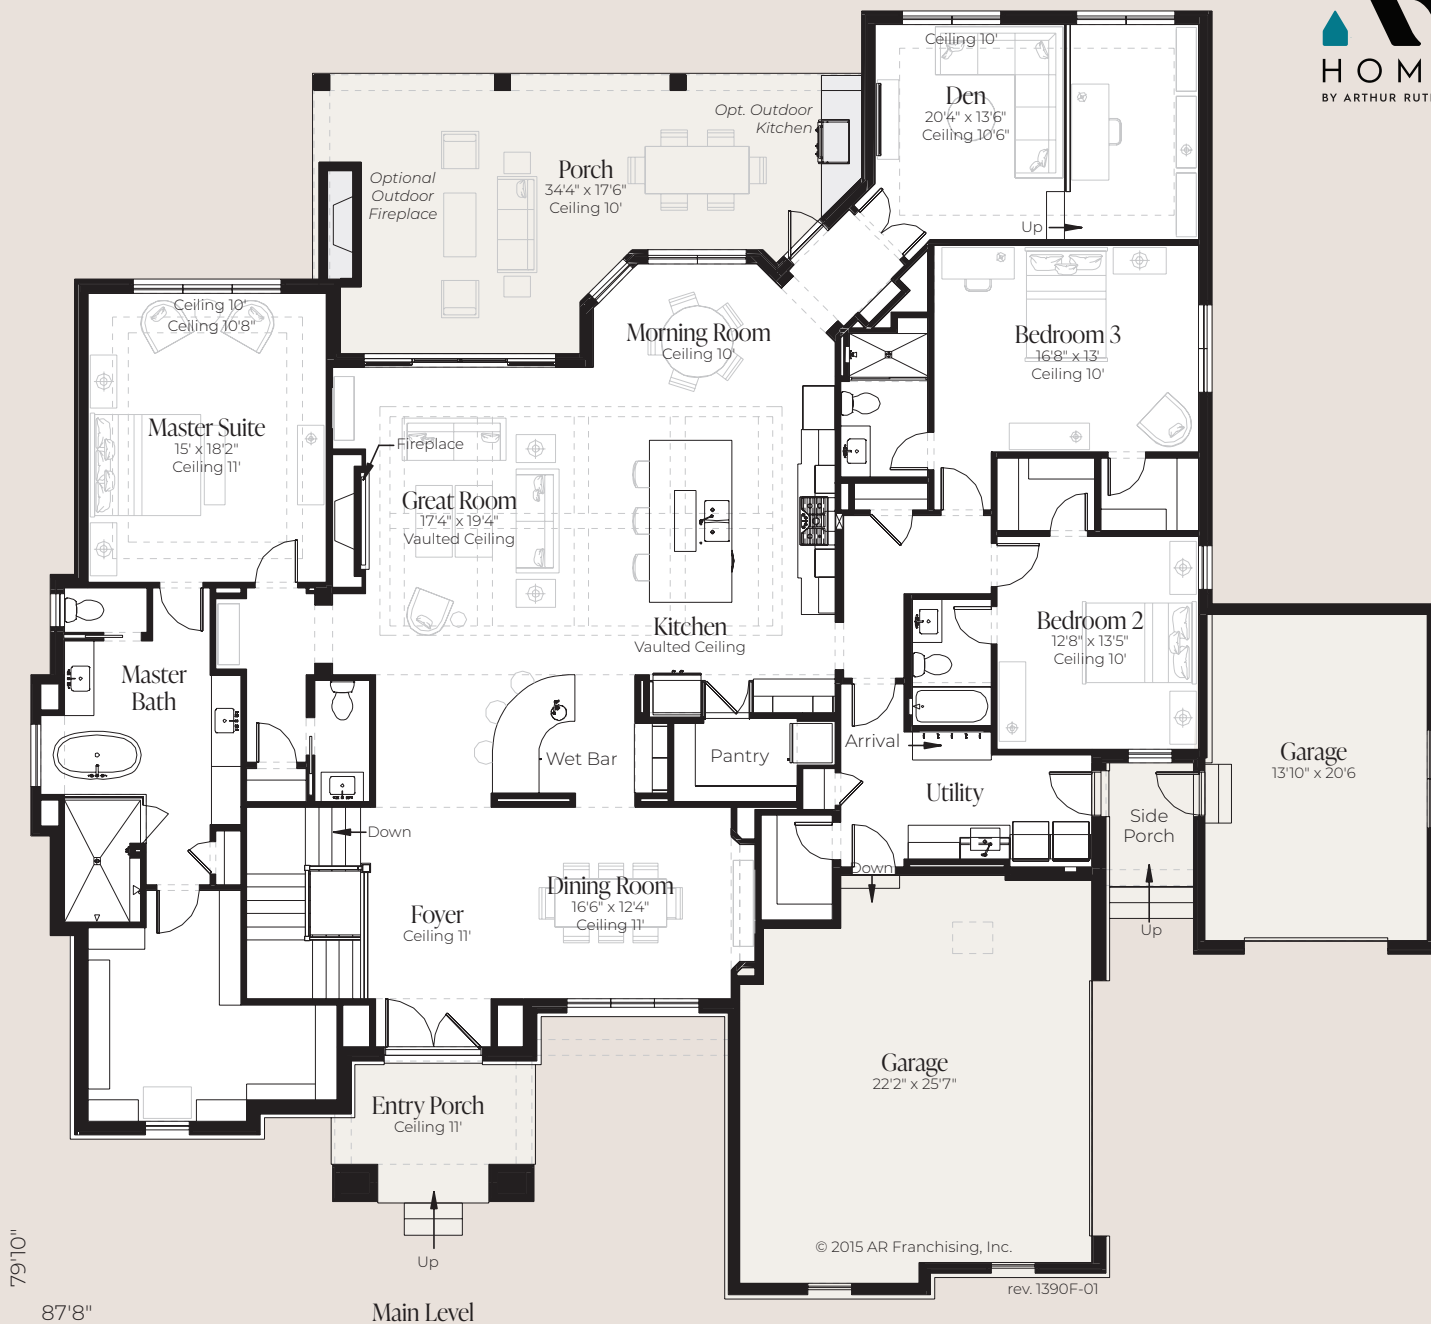 HOM
BY ARTHUR RUT
Ceiling 10'
Den
20'4" x 13'6"
Ceiling 10'6"
Up
Opt. Outdoor
Kitchen
Porch
34'4" x 17'6"
Ceiling 10'
Optional
Outdoor
Fireplace
Ceiling 10'
Ceiling 10'8"
Master Suite
15' x 18'2"
Ceiling 11'
Morning Room
Ceiling 10'
Bedroom 3
16'8" x 13'
Ceiling 10'
Fireplace
Great Room
17'4" x 19'4"
Vaulted Ceiling
Kitchen
Vaulted Ceiling
Bedroom 2
12'8" x 13'5"
Ceiling 10'
Master
Bath
Wet Bar
Pantry
Arrival
Utility
Garage
13'10" x 20'6
Side
Porch
Up
Down
Down
Dining Room
16'6" x 12'4"
Ceiling 11'
Foyer
Ceiling 11'
Garage
22'2" x 25'7"
Entry Porch
Ceiling 11'
Up
© 2015 AR Franchising, Inc.
rev. 1390F-01
79'10"
87'8"
Main Level